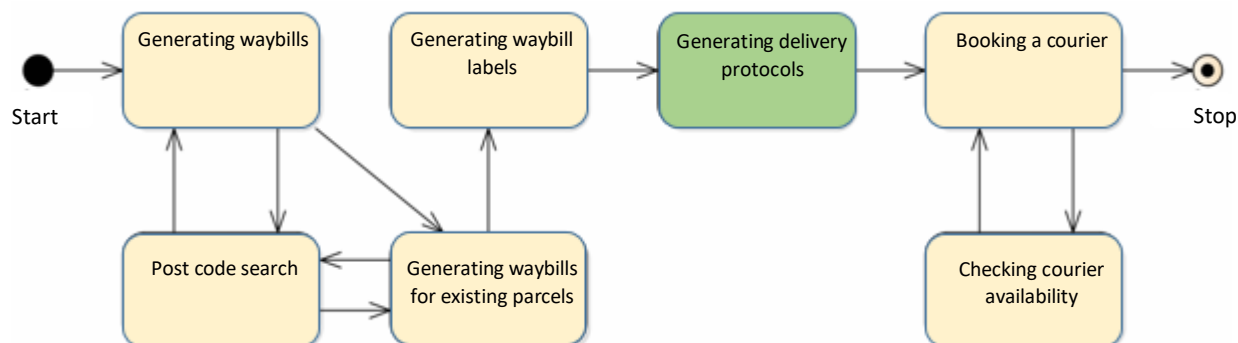 Generating waybills
Generating waybill
labels
Generating delivery
protocols
Booking a courier
Start
Stop
Post code search
Generating waybills
for existing parcels
Checking courier
availability